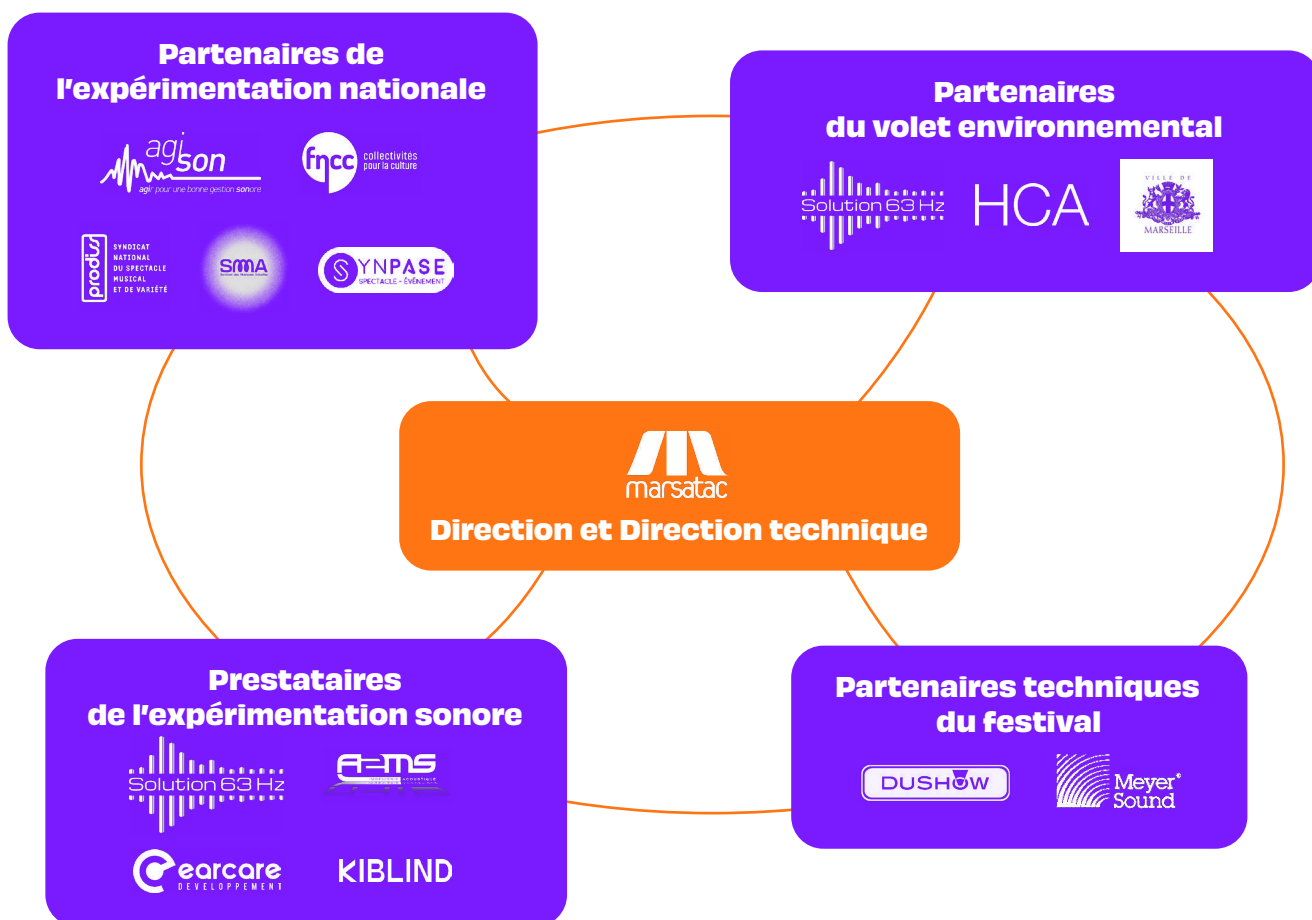 Partenaires de
l'expérimentation nationale
agi son
agir pour une bonne gestion sonore
fncc
collectivités
pour la culture
prodiss
SYNDICAT
NATIONAL
DU SPECTACLE
MUSICAL
ET DE VARIÉTÉ
SMA
SYNPASE
SPECTACLE - ÉVÉNEMENT
Partenaires
du volet environnemental
Solution 63 Hz
HCA
VILLE DE
MARSEILLE
marsatac
Direction et Direction technique
Prestataires
de l'expérimentation sonore
Solution 63 Hz
earcare
DEVELOPPEMENT
KIBLIND
Partenaires techniques
du festival
DUSHOW
Meyer
Sound